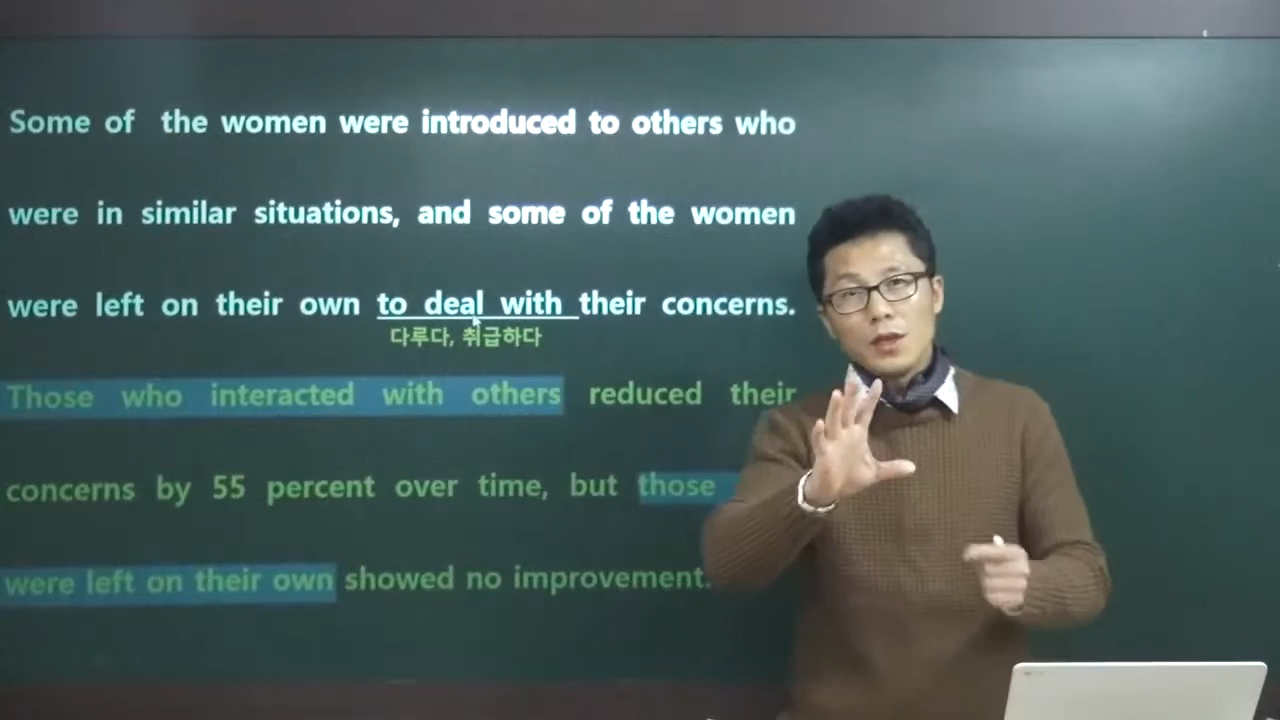 Some of the women were introduced to others who
were in similar situations, and some of the women
were left on their own to deal with their concerns.
다루다, 취급하다
Those who interacted with others reduced their
concerns by 55 percent over time, but those
were left on their own showed no improvement.